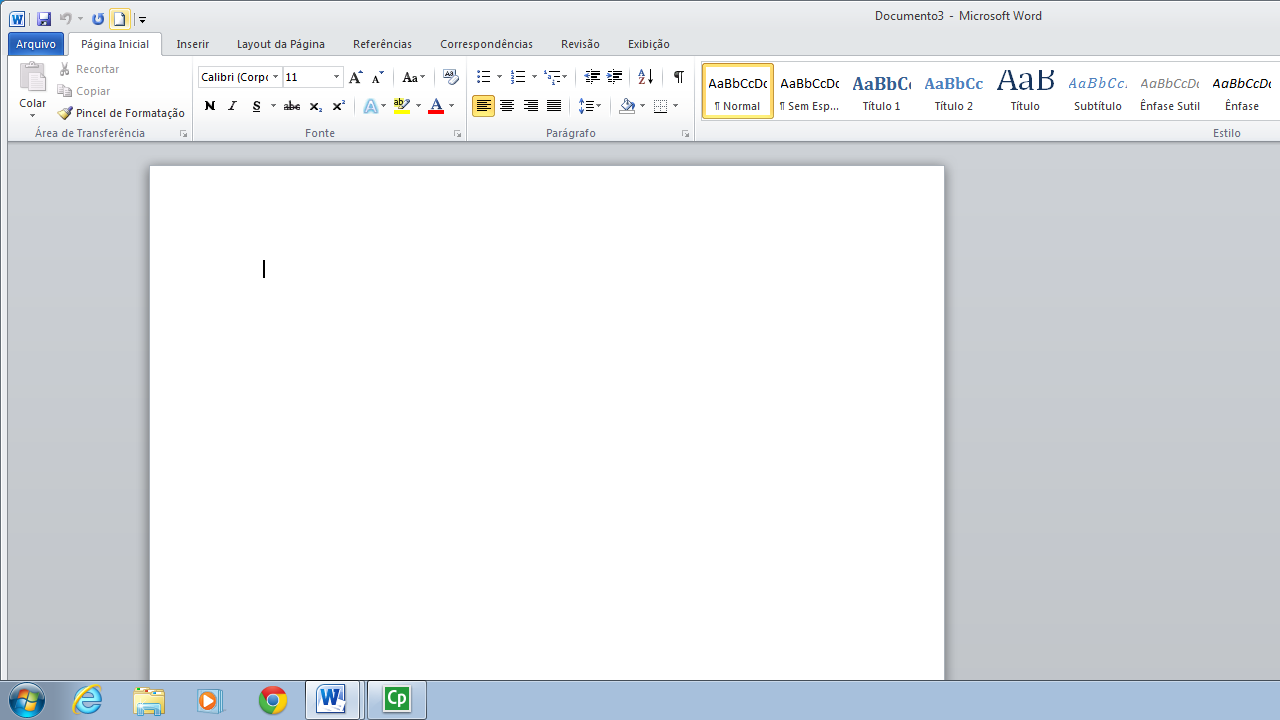 Documento3 - Microsoft Word
Arquivo Página Inicial Inserir Layout da Página Referências Correspondências Revisão Exibição
Colar
Recortar
Copiar
Pincel de Formatação
Área de Transferência
Calibri (Corpo 11
Aa
N I S abc x₂ x² A ab A
Fonte
A Z ¶
Parágrafo
AaBbCcDc AaBbCcDc AaBbCc AaBbCc AaB AaBbCc. AaBbCcDc AaBbCcDc
¶ Normal ¶ Sem Esp... Título 1 Título 2 Título Subtítulo Ênfase Sutil Ênfase
Estilo
W Cp